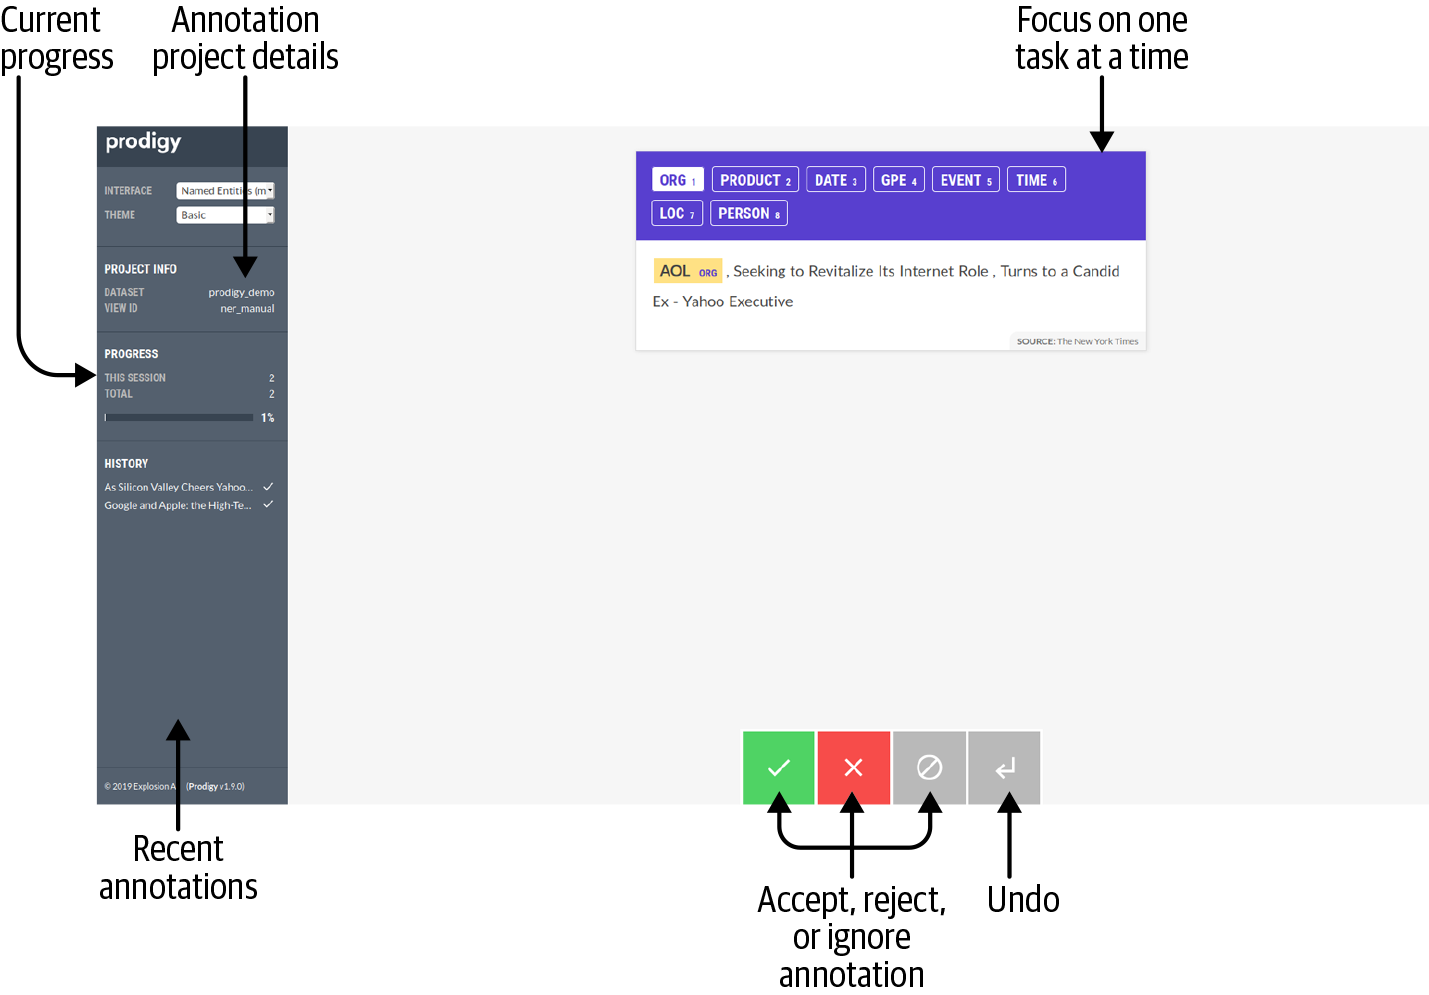 Current
progress
Annotation
project details
Focus on one
task at a time
prodigy
INTERFACE Named Entities (m
THEME Basic
PROJECT INFO
DATASET prodigy_demo
VIEW ID ner_manual
PROGRESS
THIS SESSION 2
TOTAL 2
1%
HISTORY
As Silicon Valley Cheers Yahoo...
Google and Apple: the High-Te...
© 2019 Explosion A (Prodigy v1.9.0)
ORG 1 PRODUCT 2 DATE 3 GPE 4 EVENT 5 TIME 6
LOC 7 PERSON 8
AOL ORG , Seeking to Revitalize Its Internet Role , Turns to a Candid
Ex - Yahoo Executive
SOURCE: The New York Times
Recent
annotations
Accept, reject,
or ignore
annotation
Undo